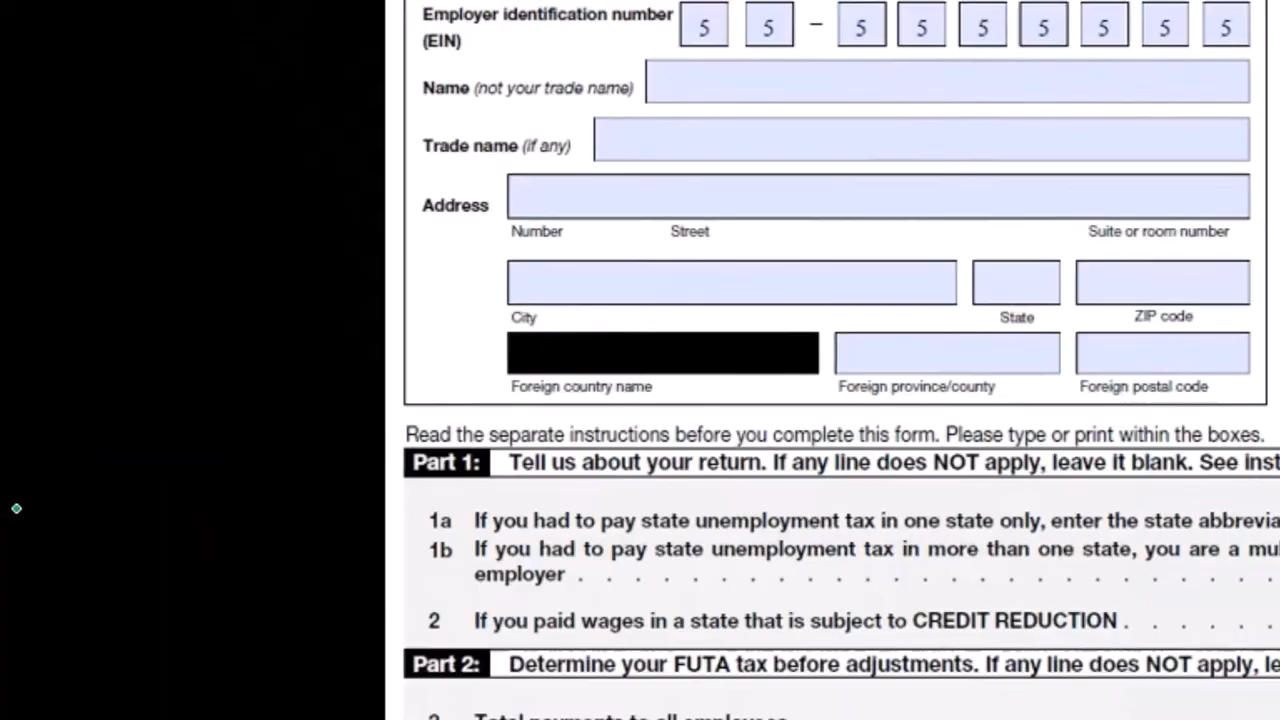 Employer identification number (EIN) 5 5 – 5 5 5 5 5 5 5
Name (not your trade name)
Trade name (if any)
Address
Number Street Suite or room number
City State ZIP code
Foreign country name Foreign province/county Foreign postal code
Read the separate instructions before you complete this form. Please type or print within the boxes.
Part 1: Tell us about your return. If any line does NOT apply, leave it blank. See inst
1a If you had to pay state unemployment tax in one state only, enter the state abbrevia
1b If you had to pay state unemployment tax in more than one state, you are a mul
employer . . . . . . . . . . . . . . . . . . . . . . . . . .
2 If you paid wages in a state that is subject to CREDIT REDUCTION . . . . . .
Part 2: Determine your FUTA tax before adjustments. If any line does NOT apply, le
3 Total payments to all employees